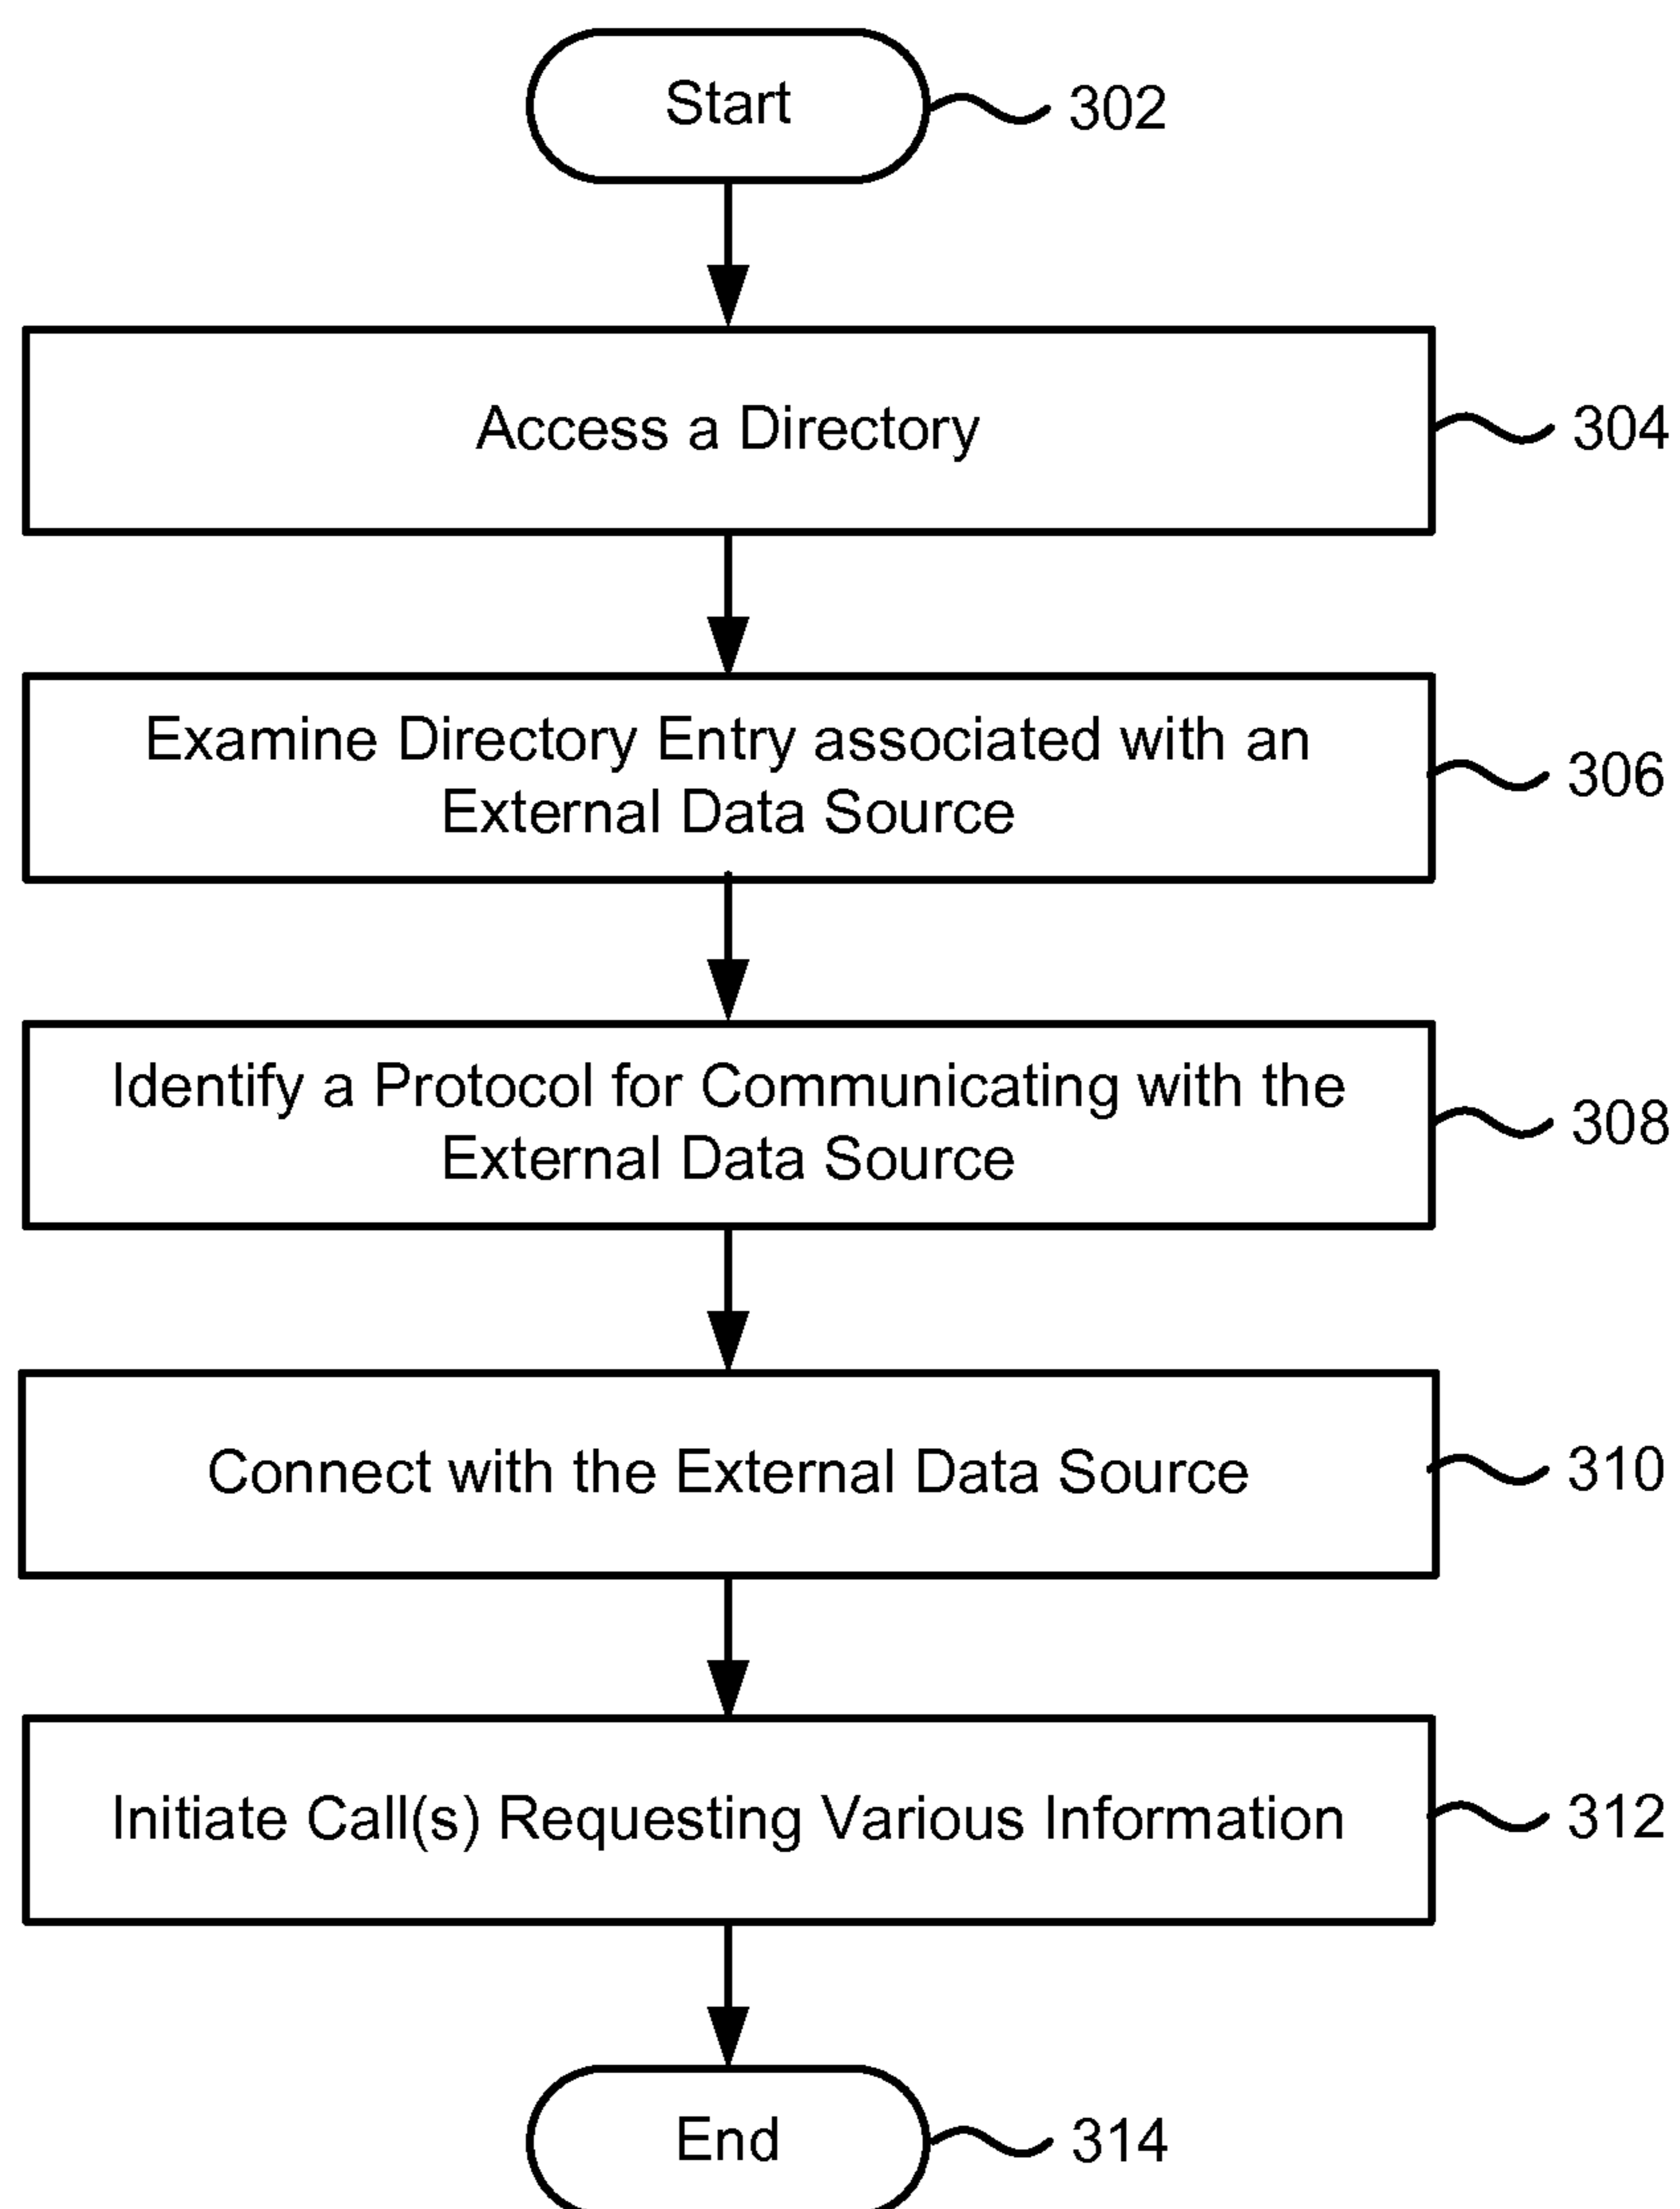 Start
302
Access a Directory
304
Examine Directory Entry associated with an
External Data Source
306
Identify a Protocol for Communicating with the
External Data Source
308
Connect with the External Data Source
310
Initiate Call(s) Requesting Various Information
312
End
314